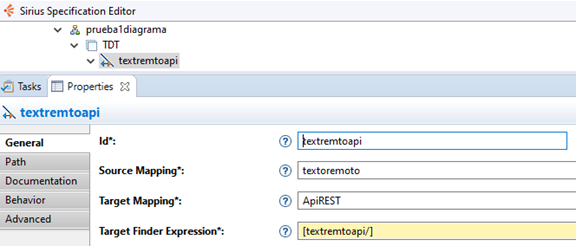 Sirius Specification Editor
prueba1diagrama
TDT
textremtoapi
Tasks Properties
textremtoapi
General
Id*: ? textremtoapi
Path
Source Mapping*: ? textoremoto
Documentation
Behavior
Target Mapping*: ? ApiREST
Advanced
Target Finder Expression*: ? [textremtoapi/]